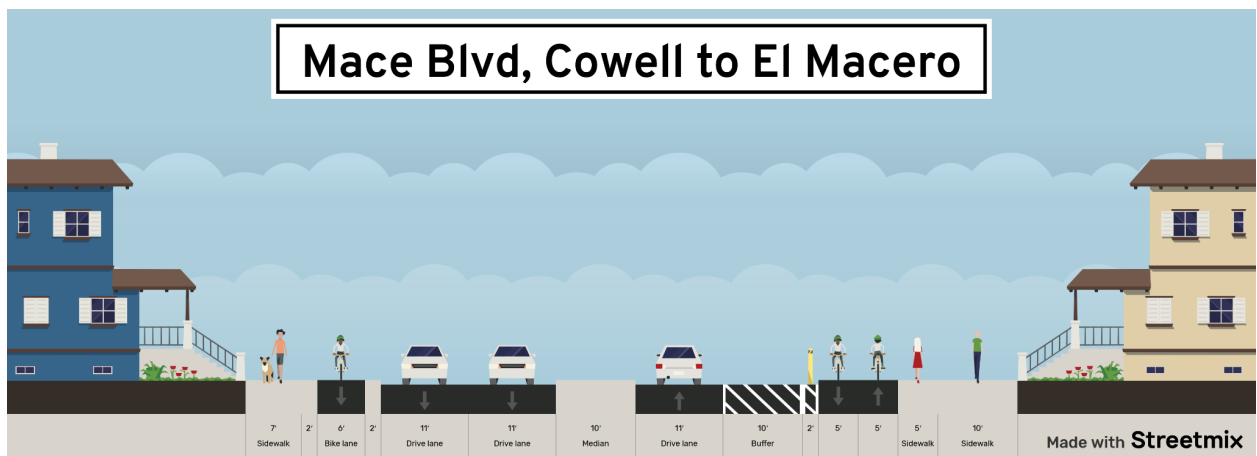 Mace Blvd, Cowell to El Macero
7' 2' 6' 2' 11' 11' 10' 11' 10' 2' 5' 5' 5' 10'
Sidewalk Bike lane Drive lane Drive lane Median Drive lane Buffer Sidewalk Sidewalk
Made with Streetmix